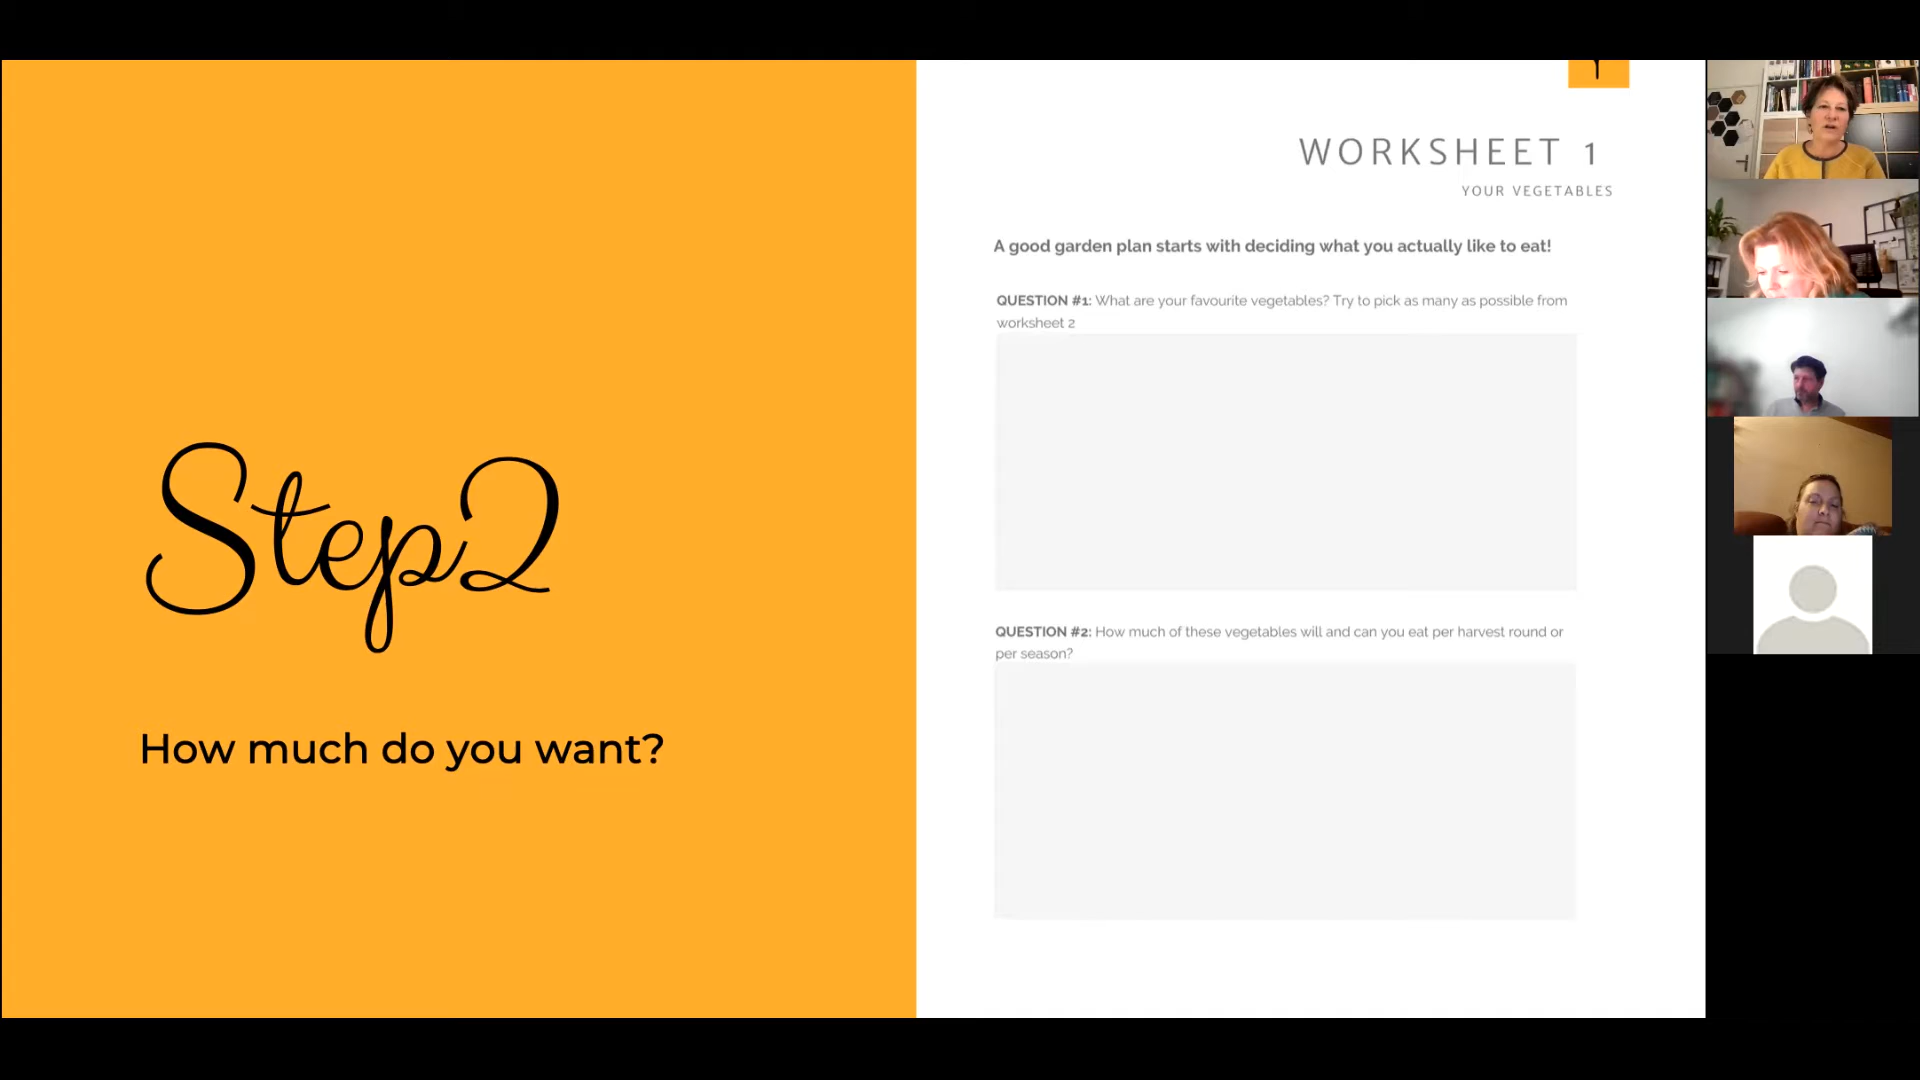 Step2
How much do you want?
WORKSHEET 1
YOUR VEGETABLES
A good garden plan starts with deciding what you actually like to eat!
QUESTION #1: What are your favourite vegetables? Try to pick as many as possible from
worksheet 2
QUESTION #2: How much of these vegetables will and can you eat per harvest round or
per season?